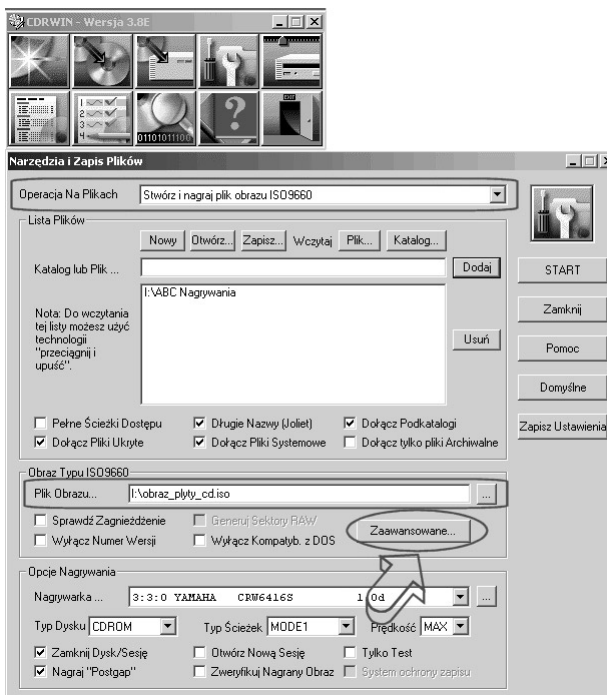 CDRWIN - Wersja 3.8E
01101011100
EXIT
Narzędzia i Zapis Plików
Operacja Na Plikach Stwórz i nagraj plik obrazu ISO9660
Lista Plików
Nowy Otwórz... Zapisz... Wczytaj Plik... Katalog...
Katalog lub Plik ... Dodaj START
I:\ABC Nagrywania
Nota: Do wczytania
tej listy możesz użyć
technologii
"przeciągnij i
upuść".
Usuń
Zamknij
Pomoc
Domyślne
Pełne Ścieżki Dostępu Długie Nazwy (Joliet) Dołącz Podkatalogi Zapisz Ustawienia
Dołącz Pliki Ukryte Dołącz Pliki Systemowe Dołącz tylko pliki Archiwalne
Obraz Typu ISO9660
Plik Obrazu... I:\obraz_plyty_cd.iso ...
Sprawdź Zagnieżdżenie Generuj Sektory RAW Zaawansowane...
Wyłącz Numer Wersji Wyłącz Kompatyb. z DOS
Opcje Nagrywania
Nagrywarka ... 3:3:0 YAMAHA CRW6416S 1.0d ...
Typ Dysku CDROM Typ Ścieżek MODE1 Prędkość MAX
Zamknij Dysk/Sesję Otwórz Nową Sesję Tylko Test
Nagraj "Postgap" Zweryfikuj Nagrany Obraz System ochrony zapisu